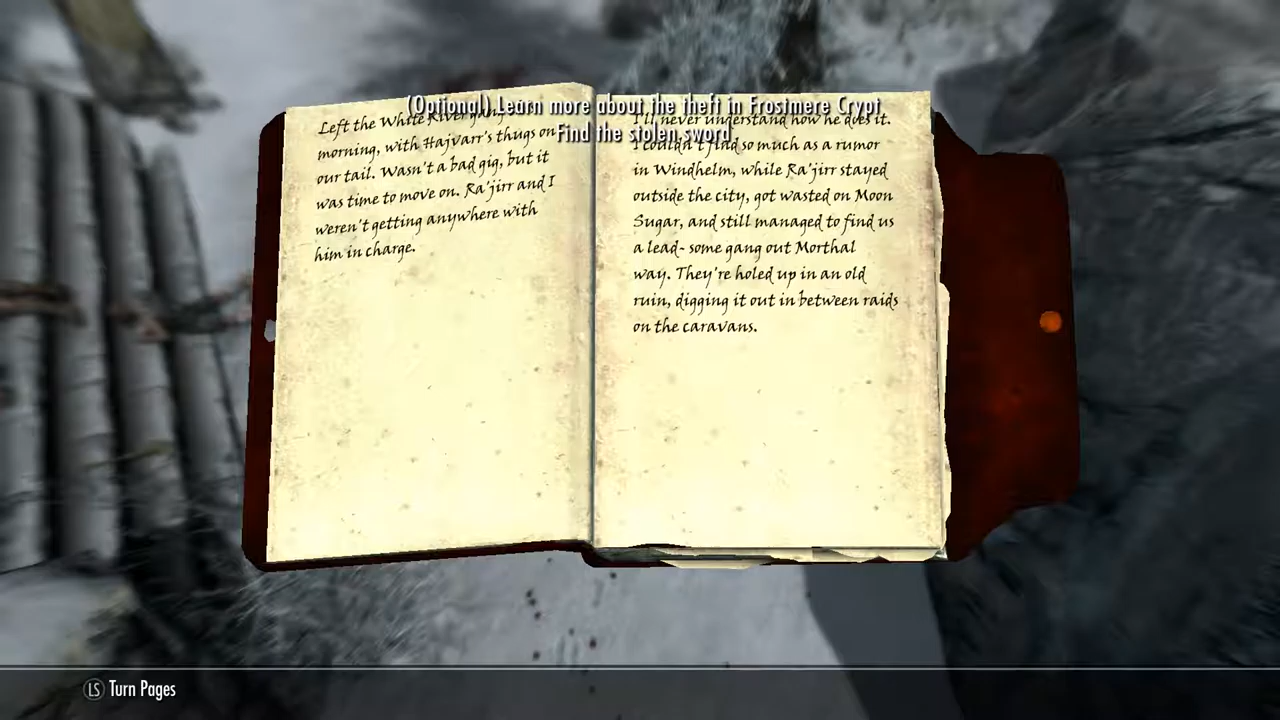 (Optional) Learn more about the theft in Frostmere Crypt
Find the stolen sword
Left the White River gang
morning, with Hajvarr's thugs on
our tail. Wasn't a bad gig, but it
was time to move on. Ra'jirr and I
weren't getting anywhere with
him in charge.
I'll never understand how he does it.
I couldn't find so much as a rumor
in Windhelm, while Ra'jirr stayed
outside the city, got wasted on Moon
Sugar, and still managed to find us
a lead- some gang out Morthal
way. They're holed up in an old
ruin, digging it out in between raids
on the caravans.
LS Turn Pages